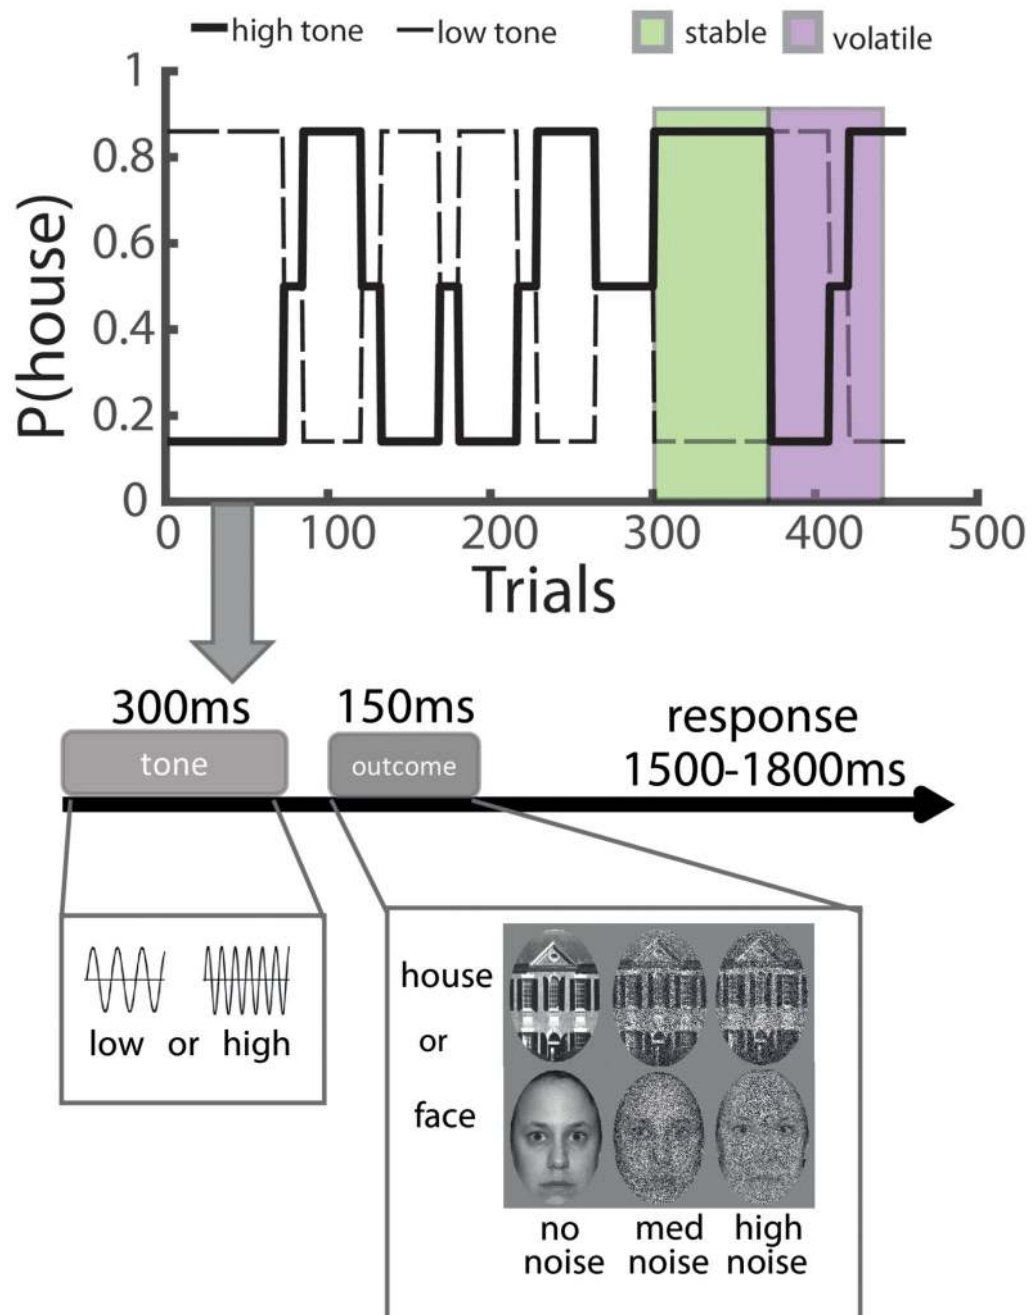 high tone low tone stable volatile
1
0.8
0.6
0.4
0.2
0
P(house)
0 100 200 300 400 500
Trials
300ms 150ms response
1500-1800ms
tone outcome
low or high
house
or
face
no med high
noise noise noise